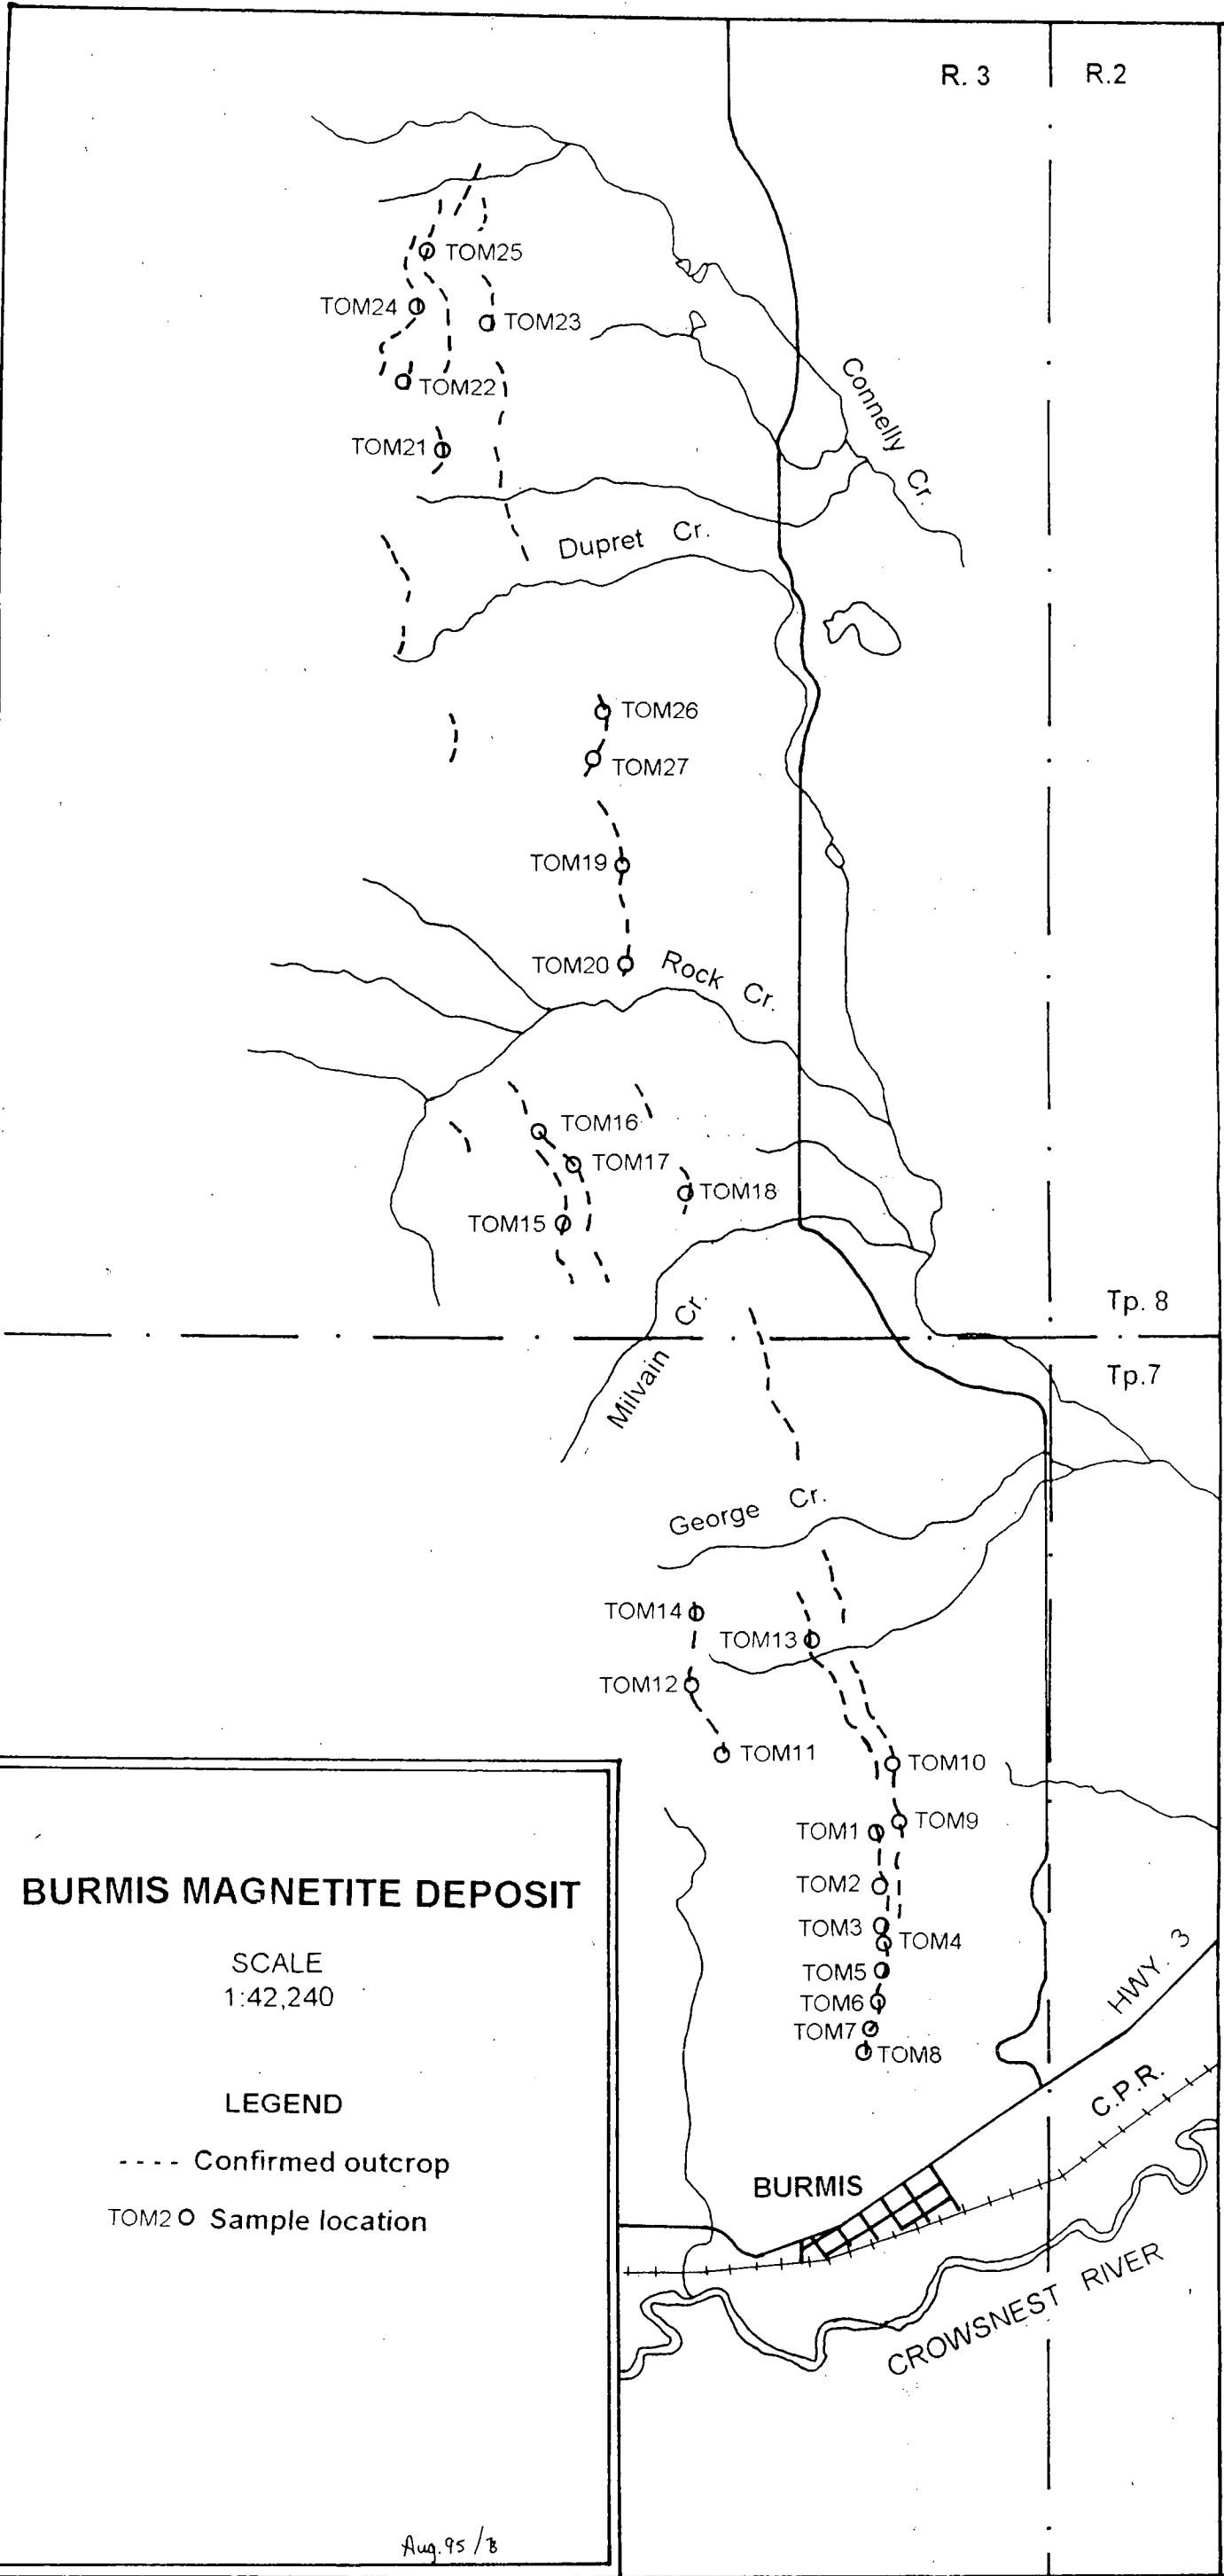 R. 3
R.2
TOM25
TOM24
TOM23
TOM22
TOM21
Connelly Cr.
Dupret Cr.
TOM26
TOM27
TOM19
TOM20
Rock Cr.
TOM16
TOM17
TOM18
TOM15
Tp. 8
Milvain Cr.
Tp.7
George Cr.
TOM14
TOM13
TOM12
TOM11
TOM10
TOM9
TOM1
TOM2
TOM3
TOM4
TOM5
TOM6
TOM7
TOM8
HWY. 3
C.P.R.
BURMIS
CROWSNEST RIVER
BURMIS MAGNETITE DEPOSIT
SCALE
1:42,240
LEGEND
---- Confirmed outcrop
TOM2 O Sample location
Aug.95